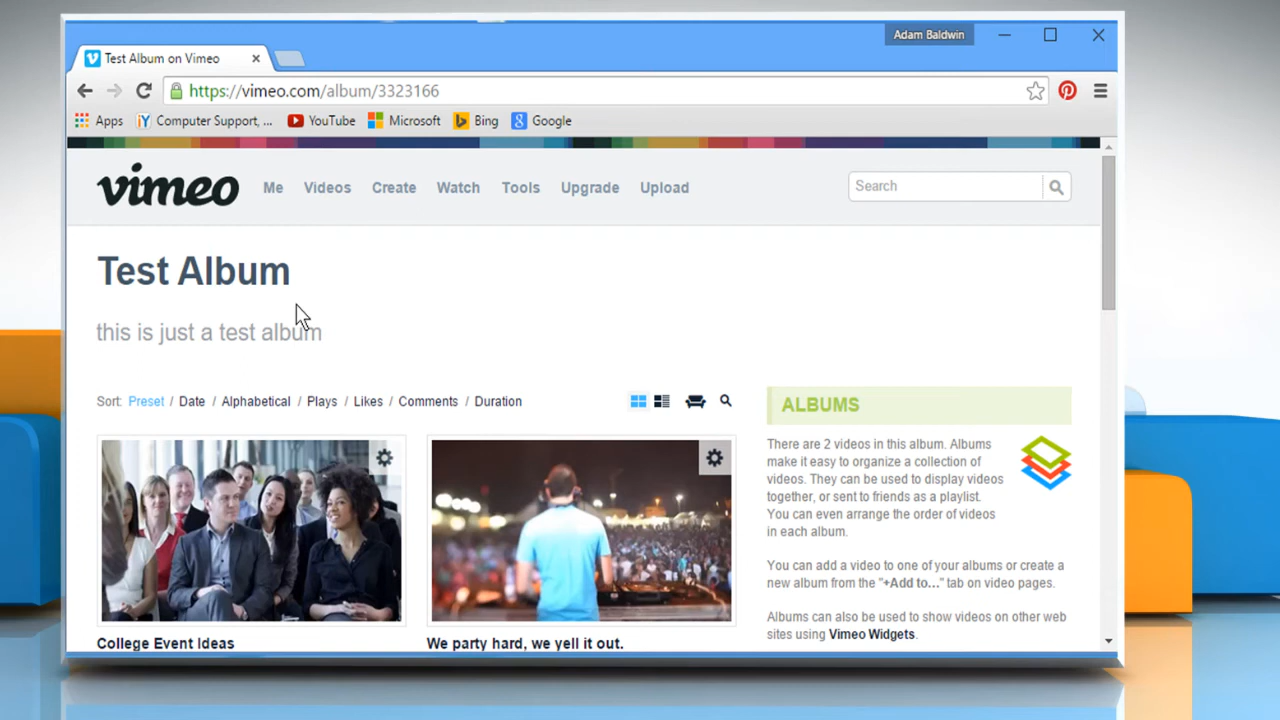 Adam Baldwin
Test Album on Vimeo
https://vimeo.com/album/3323166
Apps Computer Support, ... YouTube Microsoft Bing Google
vimeo Me Videos Create Watch Tools Upgrade Upload Search
Test Album
this is just a test album
Sort: Preset / Date / Alphabetical / Plays / Likes / Comments / Duration
College Event Ideas
We party hard, we yell it out.
ALBUMS
There are 2 videos in this album. Albums
make it easy to organize a collection of
videos. They can be used to display videos
together, or sent to friends as a playlist.
You can even arrange the order of videos
in each album.
You can add a video to one of your albums or create a
new album from the "+Add to..." tab on video pages.
Albums can also be used to show videos on other web
sites using Vimeo Widgets.